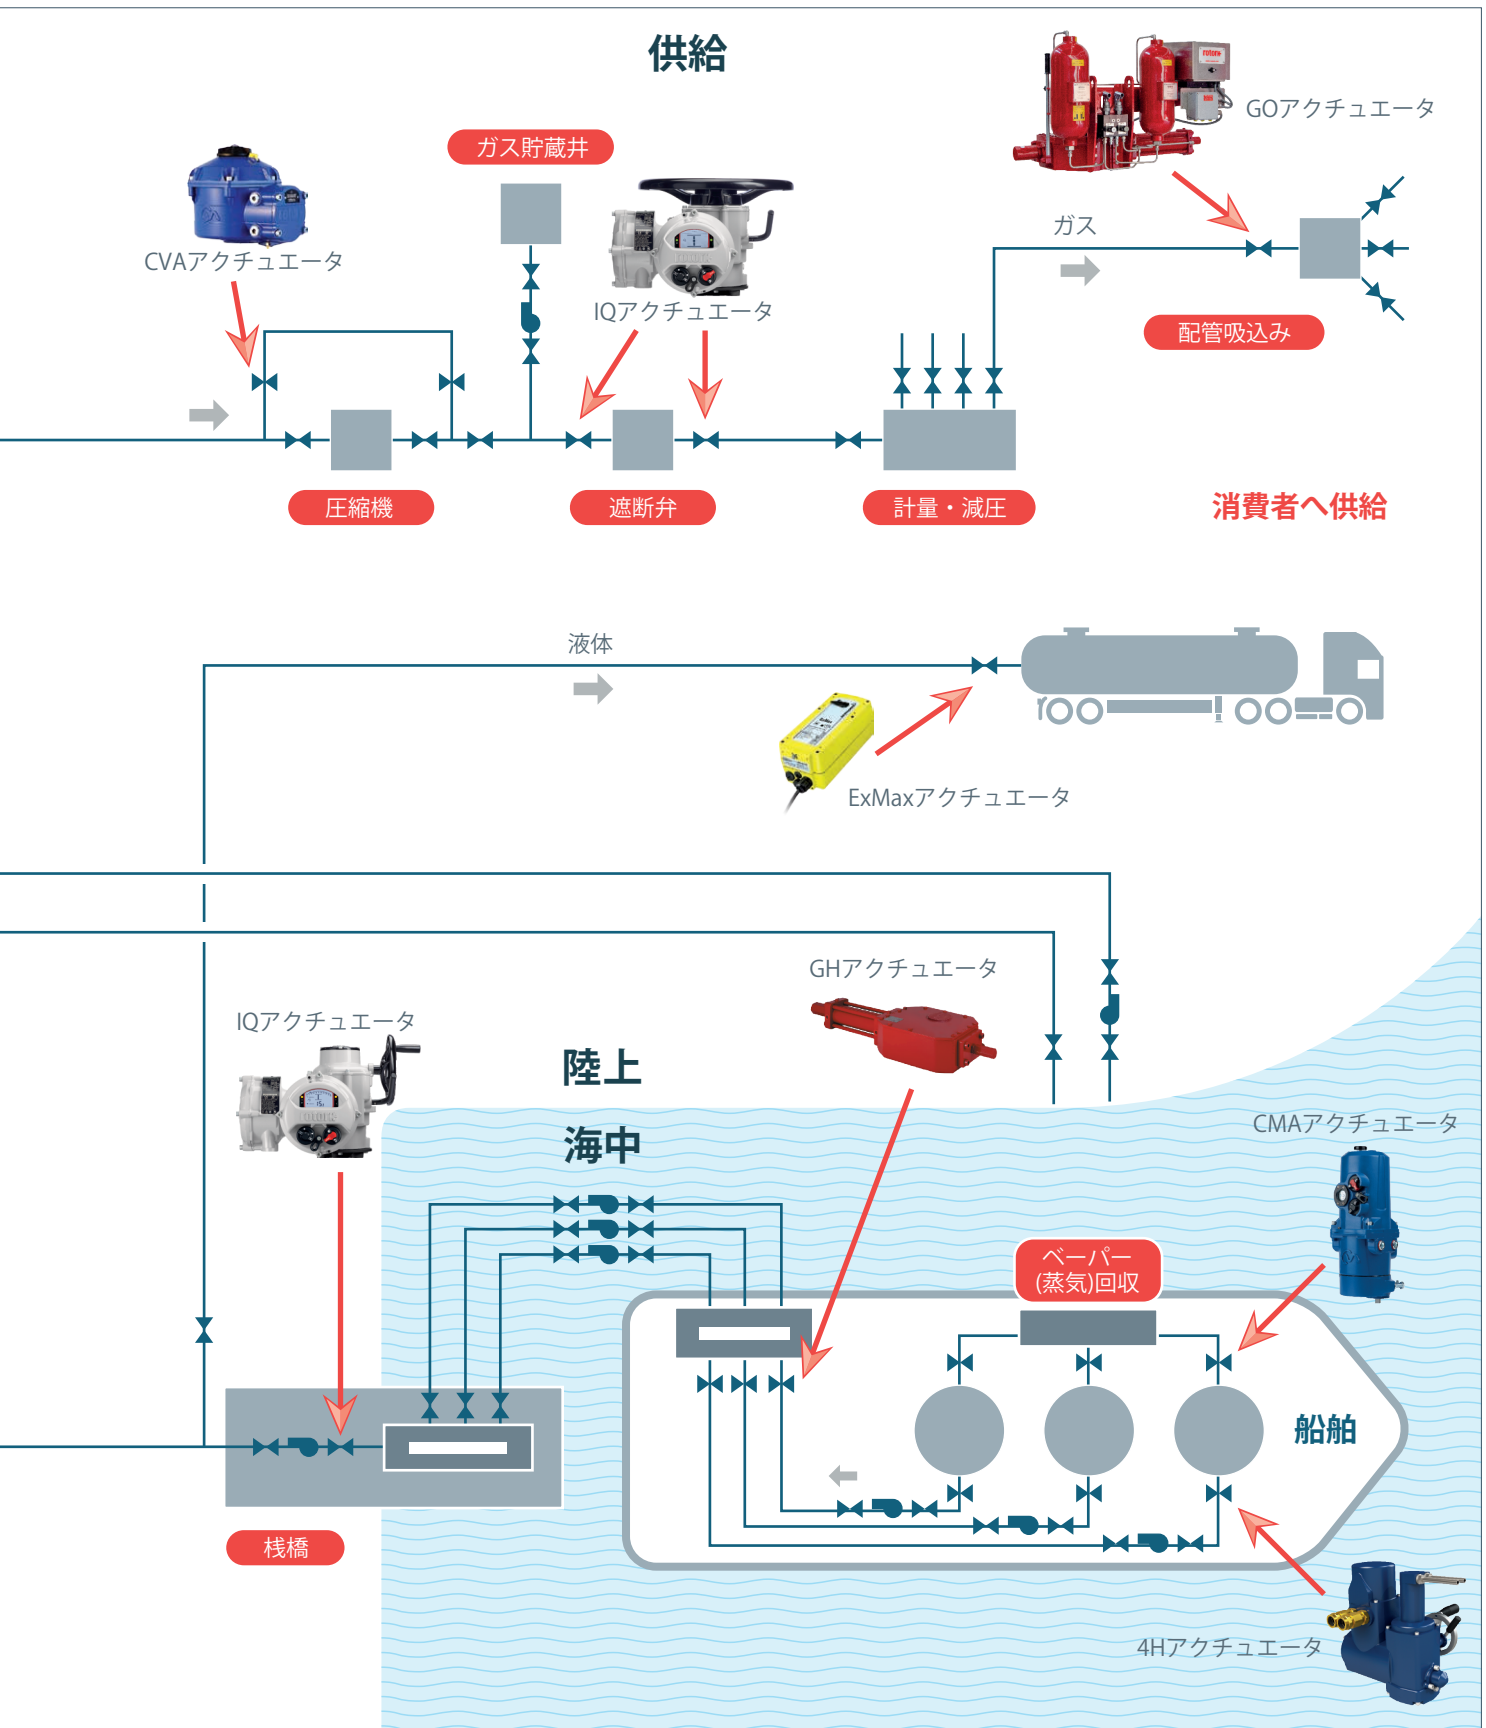 供給
GOアクチュエータ
ガス貯蔵井
CVAアクチュエータ
ガス
IQアクチュエータ
配管吸込み
圧縮機
遮断弁
計量・減圧
消費者へ供給
液体
ExMaxアクチュエータ
GHアクチュエータ
IQアクチュエータ
陸上
海中
CMAアクチュエータ
ベーパー
(蒸気)回収
船舶
桟橋
4Hアクチュエータ